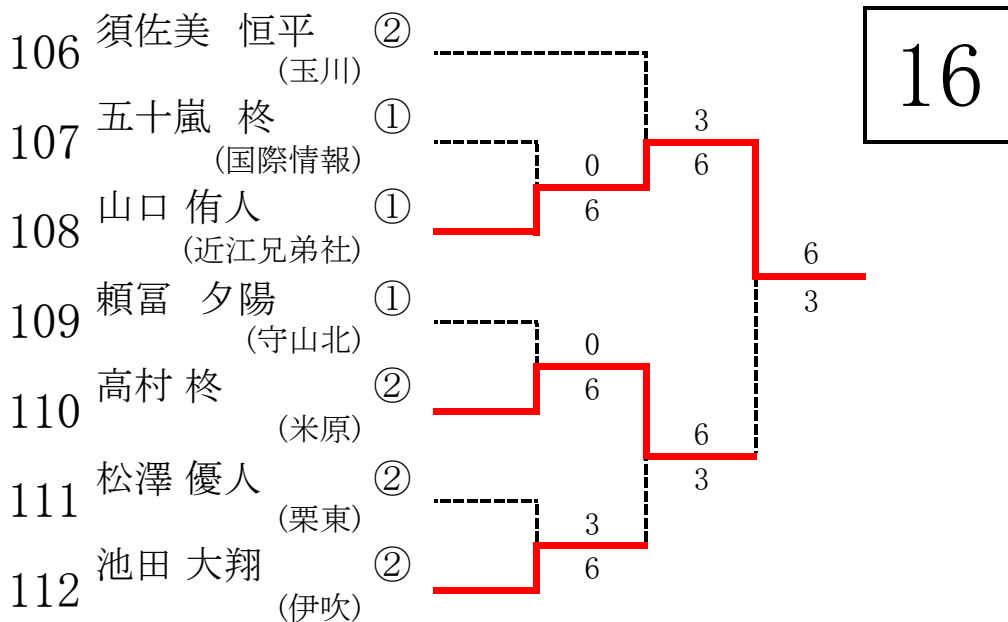 16
106 須佐美 恒平 ②
(玉川)
107 五十嵐 柊 ①
(国際情報)
108 山口 侑人 ①
(近江兄弟社)
109 頼冨 夕陽 ①
(守山北)
110 高村 柊 ②
(米原)
111 松澤 優人 ②
(栗東)
112 池田 大翔 ②
(伊吹)
0
6
0
6
3
6
3
6
6
3
6
3